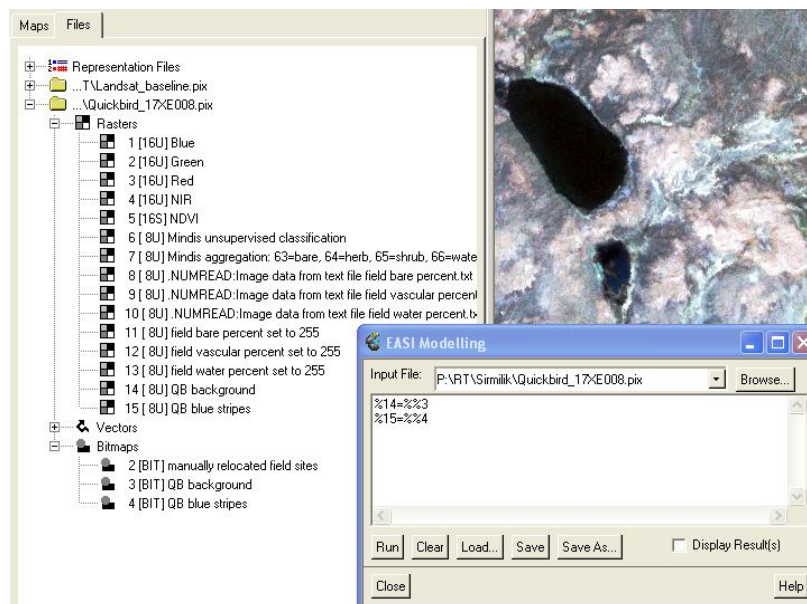 Maps Files
Representation Files
...T\Landsat_baseline.pix
...\Quickbird_17XE008.pix
Rasters
1 [16U] Blue
2 [16U] Green
3 [16U] Red
4 [16U] NIR
5 [16S] NDVI
6 [ 8U] Mindis unsupervised classification
7 [ 8U] Mindis aggregation: 63=bare, 64=herb, 65=shrub, 66=wate
8 [ 8U] .NUMREAD:Image data from text file field bare percent.txt
9 [ 8U] .NUMREAD:Image data from text file field vascular percent
10 [ 8U] .NUMREAD:Image data from text file field water percent.t
11 [ 8U] field bare percent set to 255
12 [ 8U] field vascular percent set to 255
13 [ 8U] field water percent set to 255
14 [ 8U] QB background
15 [ 8U] QB blue stripes
Vectors
Bitmaps
2 [BIT] manually relocated field sites
3 [BIT] QB background
4 [BIT] QB blue stripes
EASI Modelling
Input File: P:\RT\Sirmilik\Quickbird_17XE008.pix Browse...
%14=%%3
%15=%%4
Run Clear Load... Save Save As... Display Result(s)
Close Help